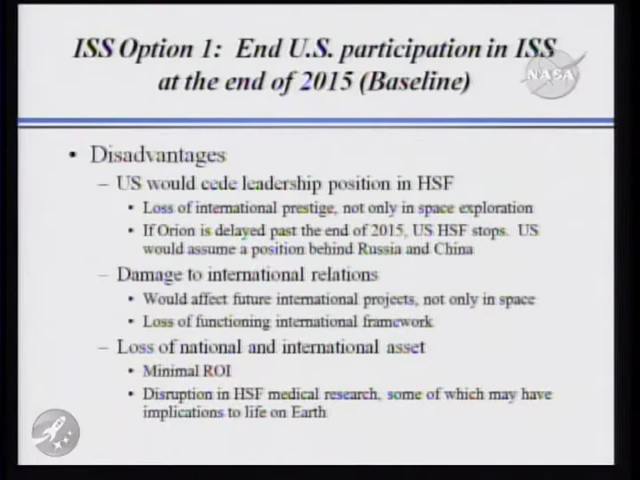 ISS Option 1: End U.S. participation in ISS
at the end of 2015 (Baseline)
NASA
• Disadvantages
– US would cede leadership position in HSF
• Loss of international prestige, not only in space exploration
• If Orion is delayed past the end of 2015, US HSF stops. US
would assume a position behind Russia and China
– Damage to international relations
• Would affect future international projects, not only in space
• Loss of functioning international framework
– Loss of national and international asset
• Minimal ROI
• Disruption in HSF medical research, some of which may have
implications to life on Earth